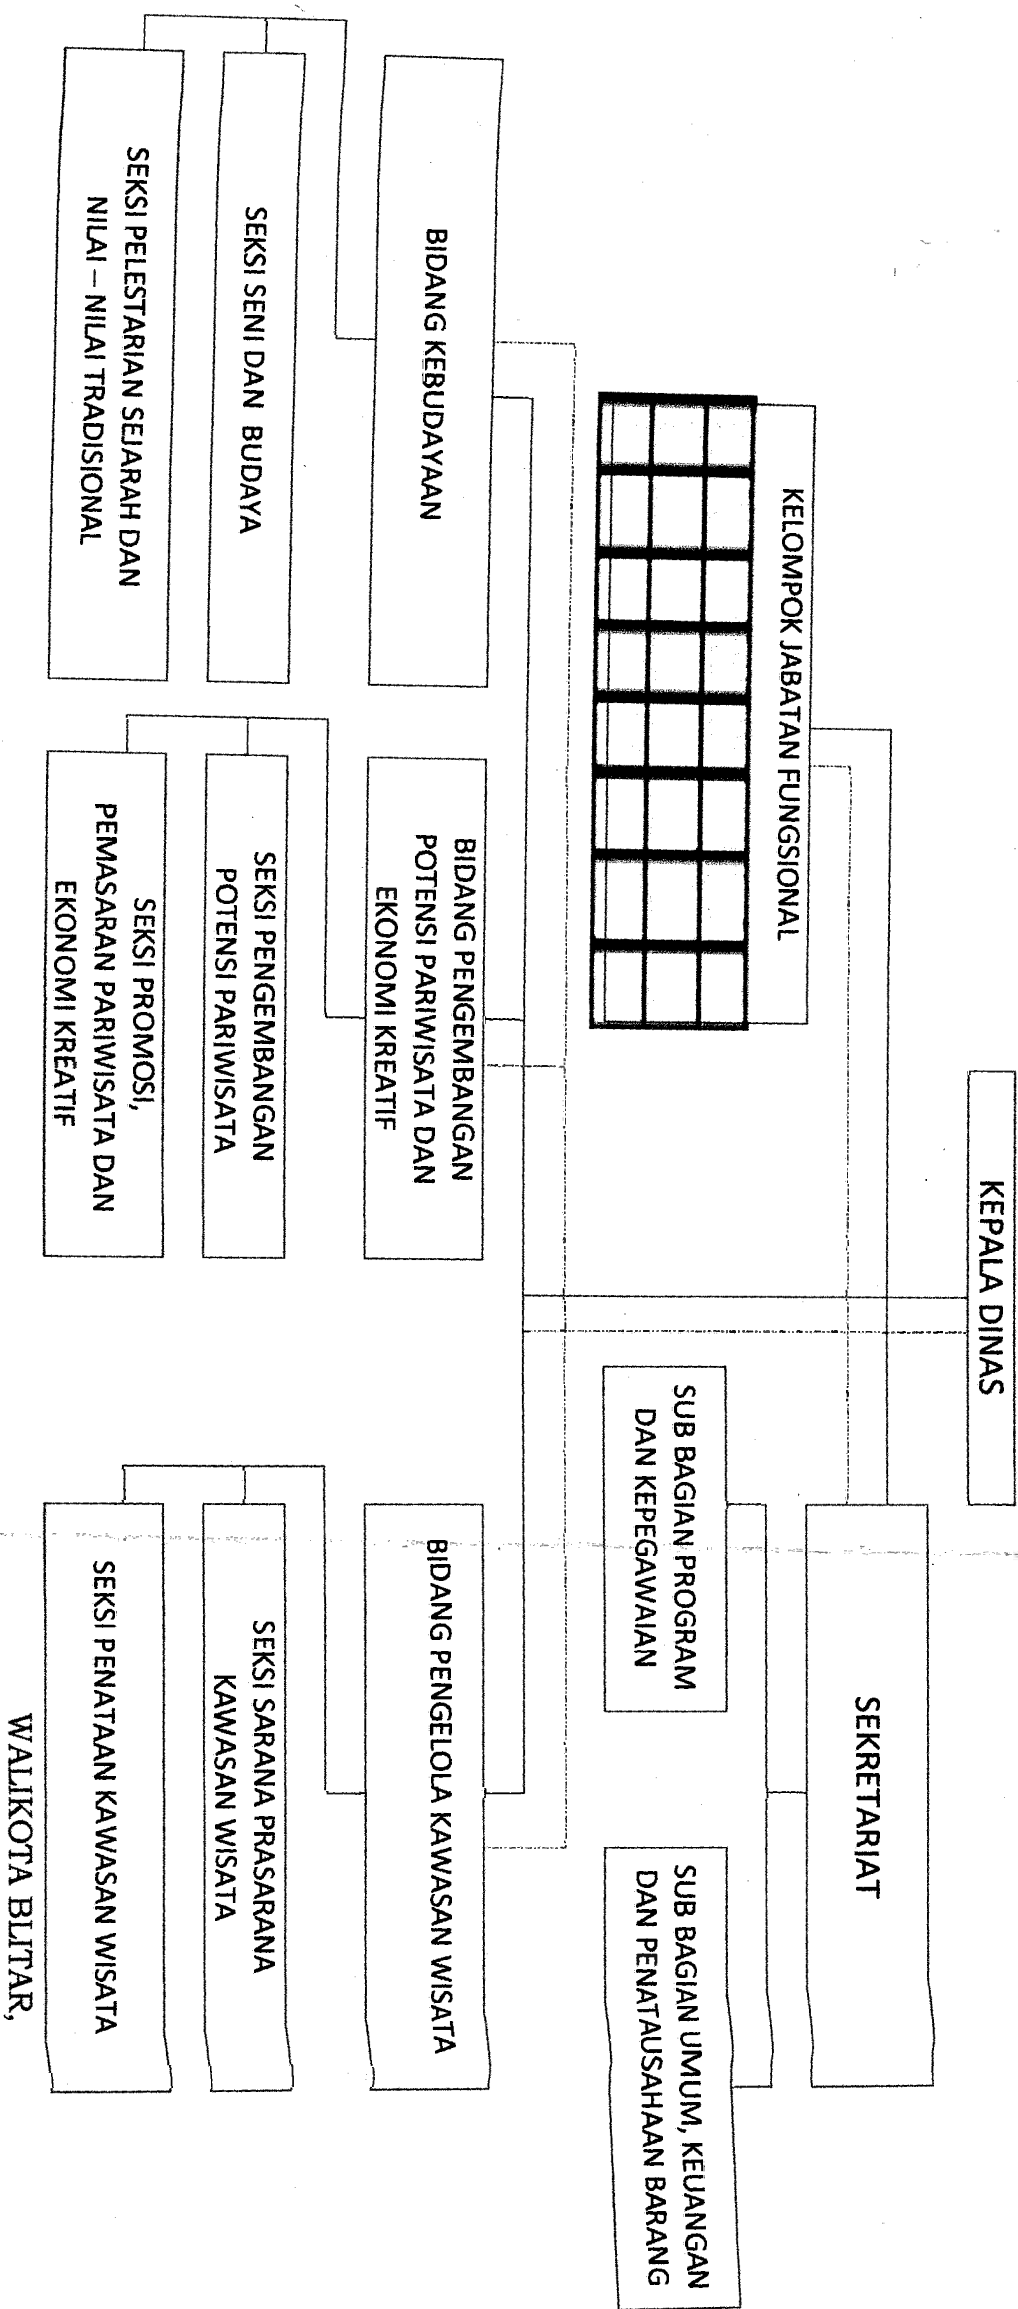 KEPALA DINAS
SEKRETARIAT
KELOMPOK JABATAN FUNGSIONAL
SUB BAGIAN PROGRAM
DAN KEPEGAWAIAN
SUB BAGIAN UMUM, KEUANGAN
DAN PENATAUSAHAAN BARANG
BIDANG KEBUDAYAAN
BIDANG PENGEMBANGAN
POTENSI PARIWISATA DAN
EKONOMI KREATIF
BIDANG PENGELOLA KAWASAN WISATA
SEKSI SENI DAN BUDAYA
SEKSI PENGEMBANGAN
POTENSI PARIWISATA
SEKSI SARANA PRASARANA
KAWASAN WISATA
SEKSI PELESTARIAN SEJARAH DAN
NILAI – NILAI TRADISIONAL
SEKSI PROMOSI,
PEMASARAN PARIWISATA DAN
EKONOMI KREATIF
SEKSI PENATAAN KAWASAN WISATA
WALIKOTA BLITAR,